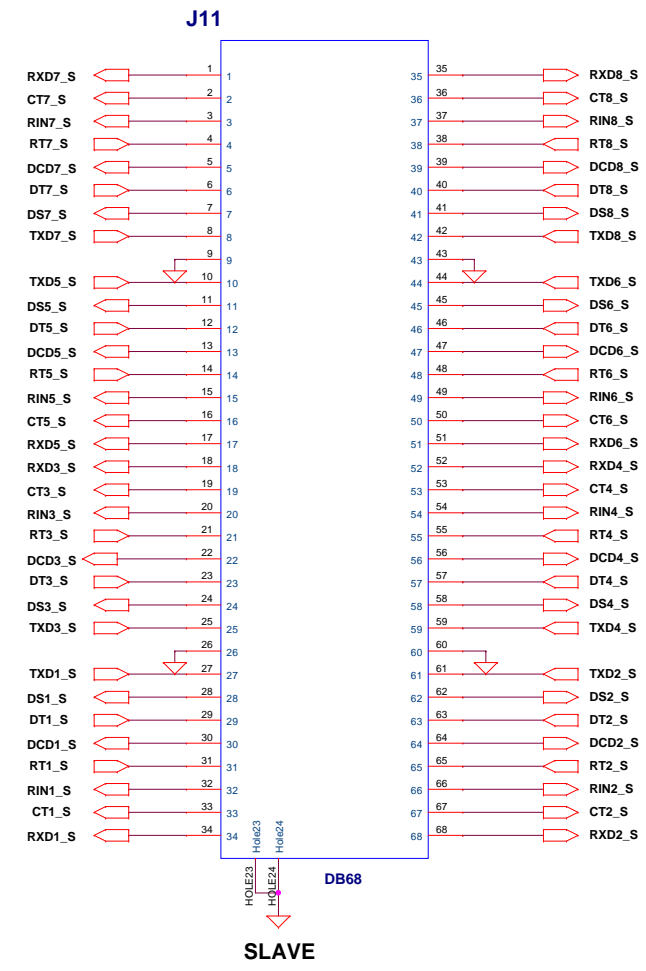 J11
RXD7_S 1 1 35 35 RXD8_S
CT7_S 2 2 36 36 CT8_S
RIN7_S 3 3 37 37 RIN8_S
RT7_S 4 4 38 38 RT8_S
DCD7_S 5 5 39 39 DCD8_S
DT7_S 6 6 40 40 DT8_S
DS7_S 7 7 41 41 DS8_S
TXD7_S 8 8 42 42 TXD8_S
9 9 43 43
TXD5_S 10 10 44 44 TXD6_S
DS5_S 11 11 45 45 DS6_S
DT5_S 12 12 46 46 DT6_S
DCD5_S 13 13 47 47 DCD6_S
RT5_S 14 14 48 48 RT6_S
RIN5_S 15 15 49 49 RIN6_S
CT5_S 16 16 50 50 CT6_S
RXD5_S 17 17 51 51 RXD6_S
RXD3_S 18 18 52 52 RXD4_S
CT3_S 19 19 53 53 CT4_S
RIN3_S 20 20 54 54 RIN4_S
RT3_S 21 21 55 55 RT4_S
DCD3_S 22 22 56 56 DCD4_S
DT3_S 23 23 57 57 DT4_S
DS3_S 24 24 58 58 DS4_S
TXD3_S 25 25 59 59 TXD4_S
26 26 60 60
TXD1_S 27 27 61 61 TXD2_S
DS1_S 28 28 62 62 DS2_S
DT1_S 29 29 63 63 DT2_S
DCD1_S 30 30 64 64 DCD2_S
RT1_S 31 31 65 65 RT2_S
RIN1_S 32 32 66 66 RIN2_S
CT1_S 33 33 67 67 CT2_S
RXD1_S 34 34 68 68 RXD2_S
Hole23
Hole24
HOLE23
HOLE24
DB68
SLAVE